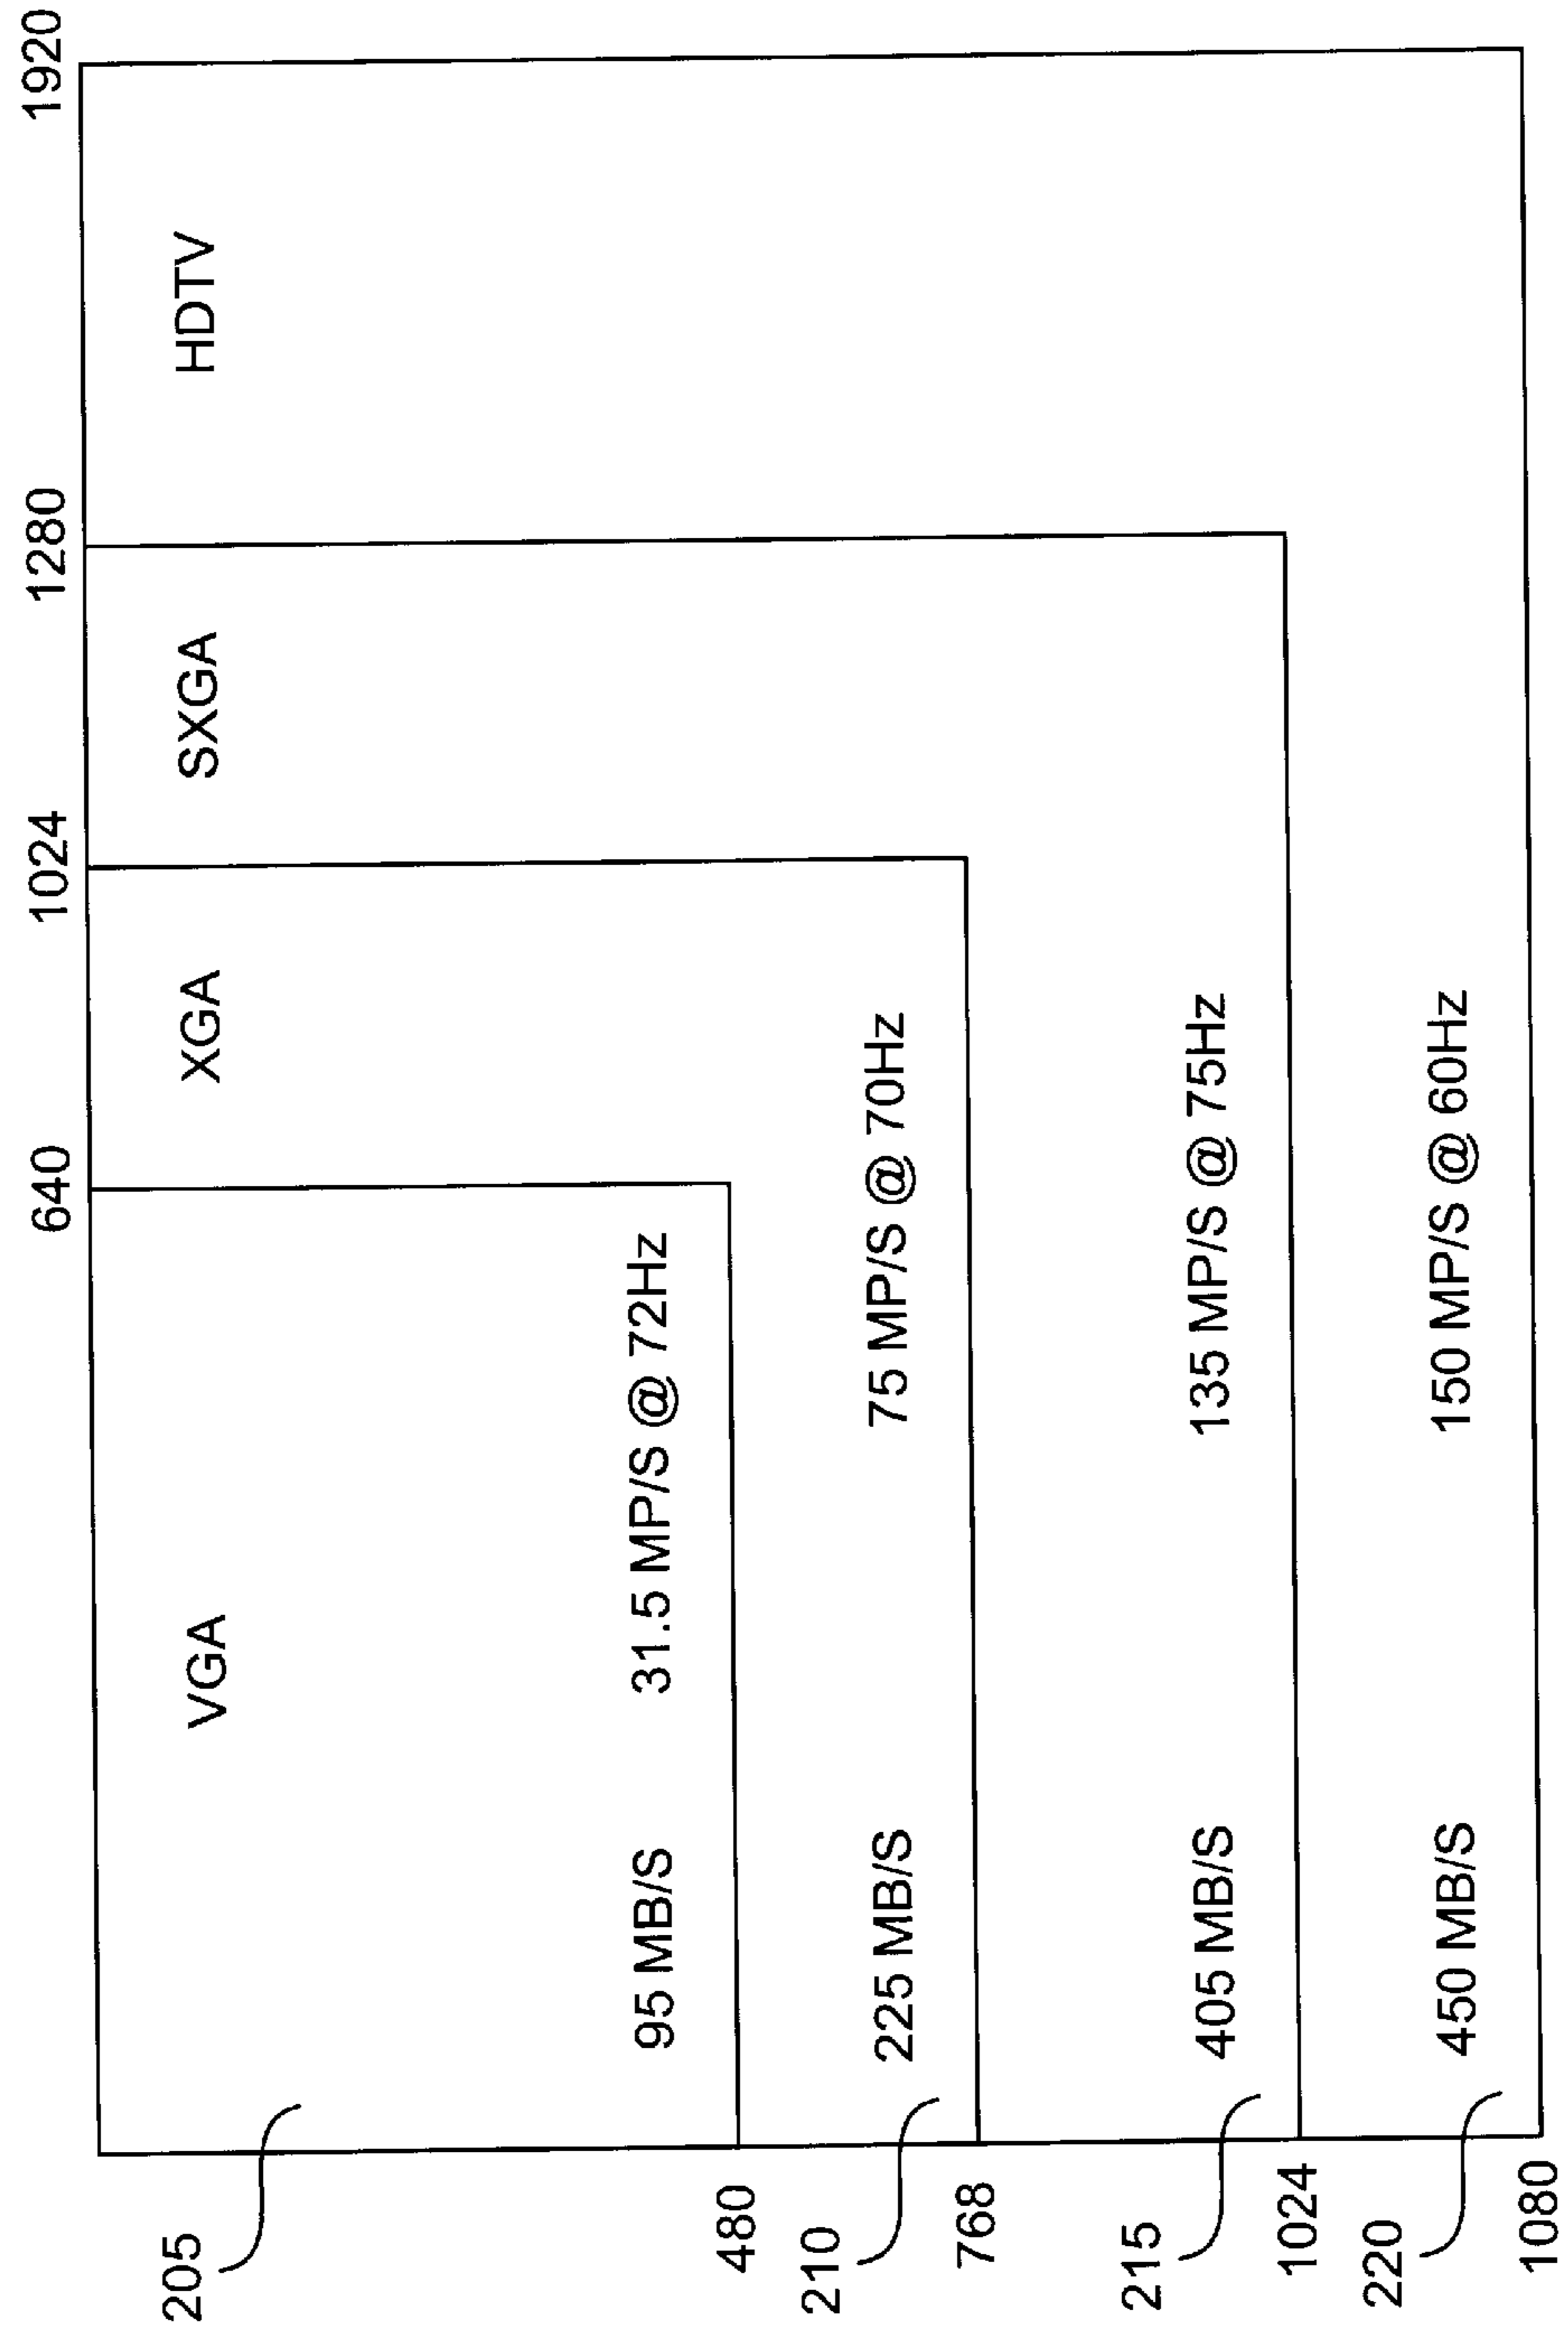 640 1024 1280 1920
205
VGA XGA SXGA HDTV
95 MB/S 31.5 MP/S @ 72Hz
480
210
225 MB/S 75 MP/S @ 70Hz
768
215
405 MB/S 135 MP/S @ 75Hz
1024
220
450 MB/S 150 MP/S @ 60Hz
1080